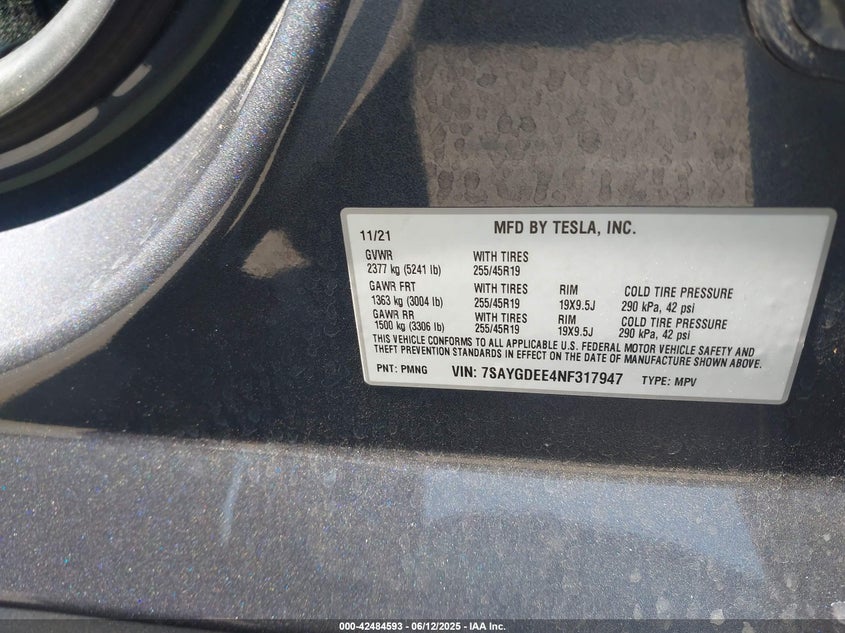 11/21 MFD BY TESLA, INC.
GVWR WITH TIRES
2377 kg (5241 lb) 255/45R19
GAWR FRT WITH TIRES RIM COLD TIRE PRESSURE
1363 kg (3004 lb) 255/45R19 19X9.5J 290 kPa, 42 psi
GAWR RR WITH TIRES RIM COLD TIRE PRESSURE
1500 kg (3306 lb) 255/45R19 19X9.5J 290 kPa, 42 psi
THIS VEHICLE CONFORMS TO ALL APPLICABLE U.S. FEDERAL MOTOR VEHICLE SAFETY AND
THEFT PREVENTION STANDARDS IN EFFECT ON THE DATE OF MANUFACTURE SHOWN ABOVE.
PNT: PMNG VIN: 7SAYGDEE4NF317947 TYPE: MPV
000-42484593 - 06/12/2025 - IAA Inc.